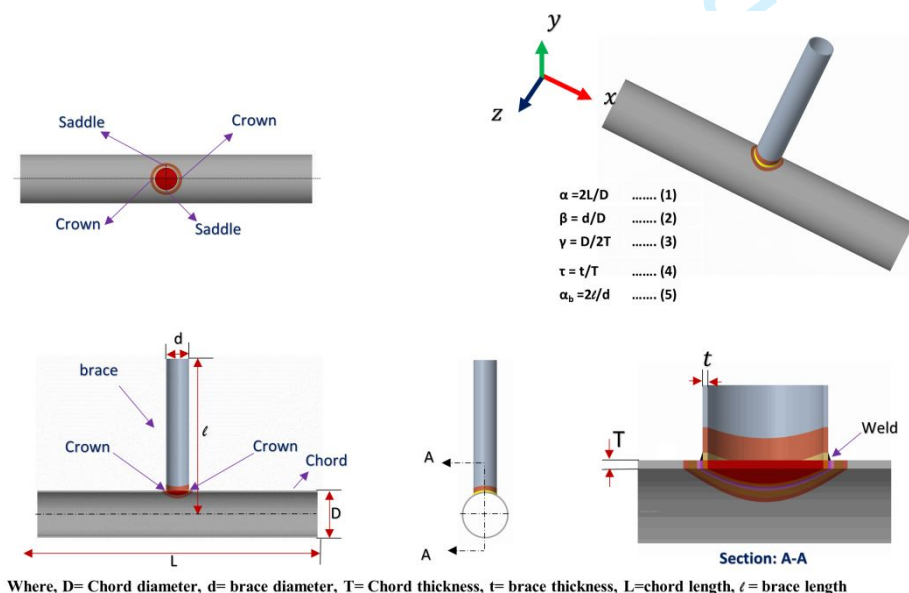 Saddle
Crown
Crown
Saddle
y
x
z
α =2L/D ....... (1)
β = d/D ....... (2)
γ = D/2T ....... (3)
τ = t/T ....... (4)
α_b =2ℓ/d ....... (5)
d
brace
ℓ
Crown
Crown
Chord
D
L
A
A
t
T
Weld
Section: A-A
Where, D= Chord diameter, d= brace diameter, T= Chord thickness, t= brace thickness, L=chord length, ℓ = brace length